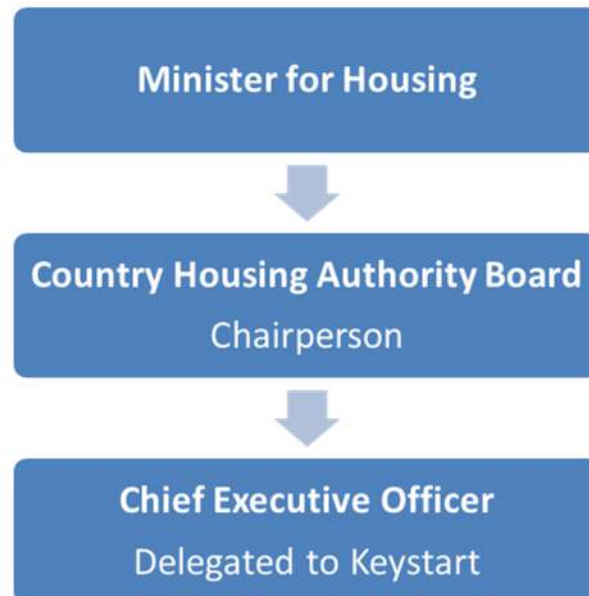 Minister for Housing
Country Housing Authority Board
Chairperson
Chief Executive Officer
Delegated to Keystart